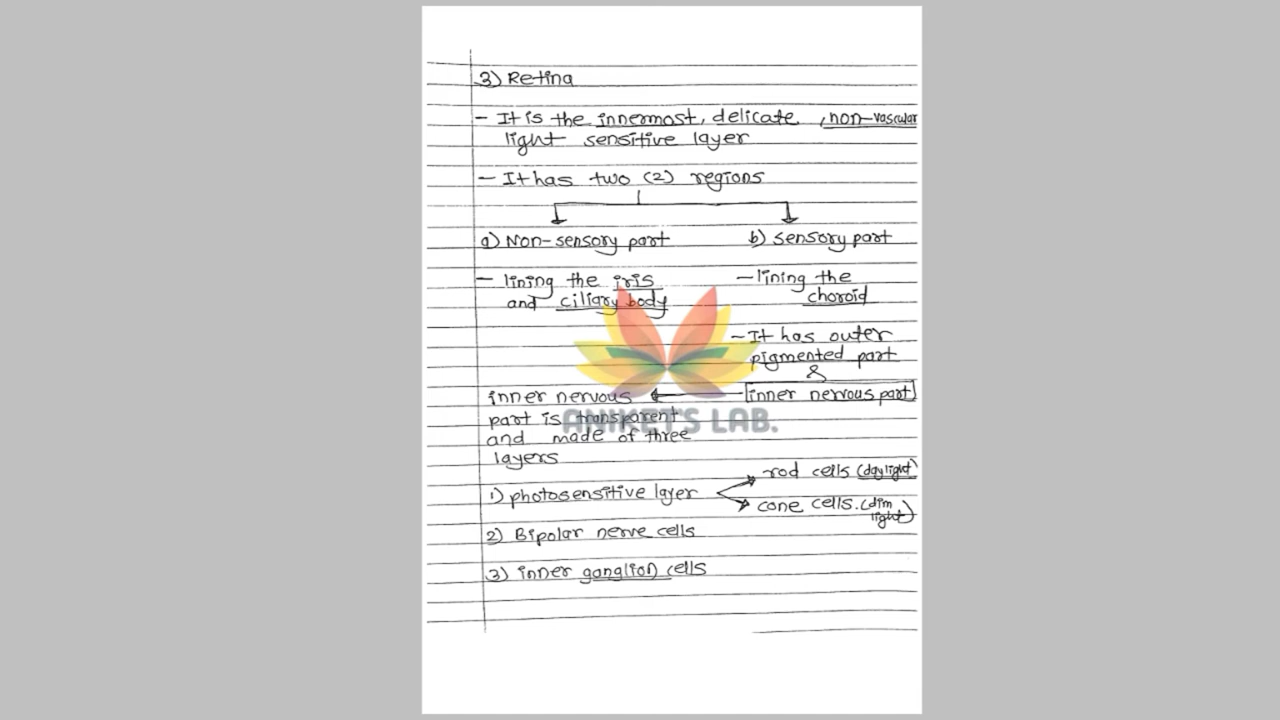 3) Retina
- It is the innermost, delicate, non-vascular
light sensitive layer
- It has two (2) regions
a) Non-sensory part
b) sensory part
- lining the iris
and ciliary body
- lining the
choroid
- It has outer
pigmented part
&
inner nervous part
inner nervous
part is transparent
and made of three
layers
ANIKET'S LAB.
1) photosensitive layer
rod cells (daylight)
cone cells. (dim
light)
2) Bipolar nerve cells
3) inner ganglion cells